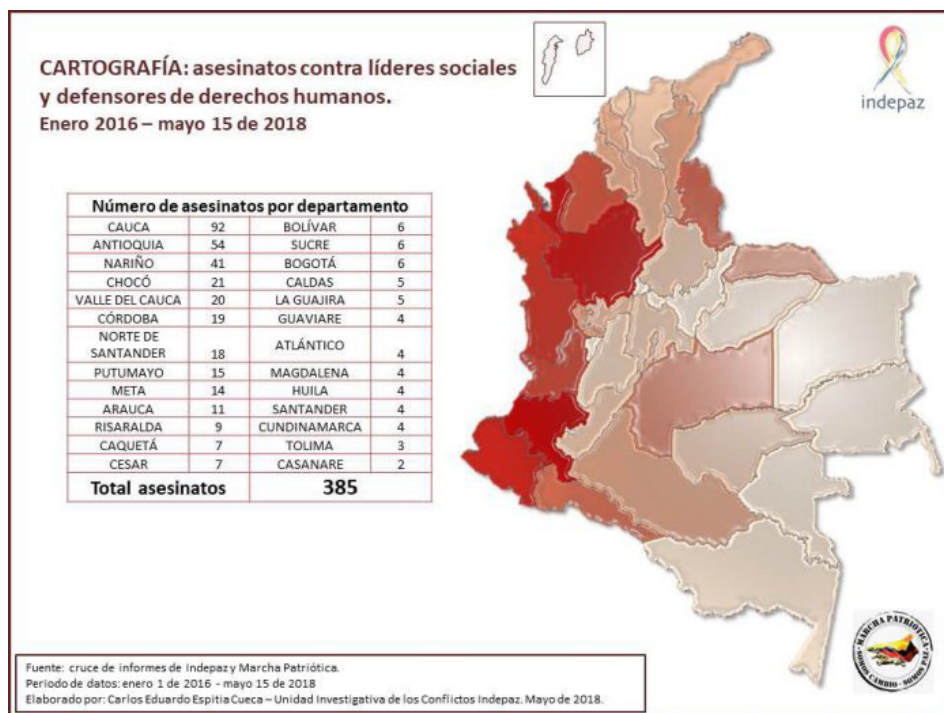 CARTOGRAFÍA: asesinatos contra líderes sociales
y defensores de derechos humanos.
Enero 2016 – mayo 15 de 2018
indepaz
Número de asesinatos por departamento
CAUCA 92 BOLÍVAR 6
ANTIOQUIA 54 SUCRE 6
NARIÑO 41 BOGOTÁ 6
CHOCÓ 21 CALDAS 5
VALLE DEL CAUCA 20 LA GUAJIRA 5
CÓRDOBA 19 GUAVIARE 4
NORTE DE
SANTANDER 18 ATLÁNTICO 4
PUTUMAYO 15 MAGDALENA 4
META 14 HUILA 4
ARAUCA 11 SANTANDER 4
RISARALDA 9 CUNDINAMARCA 4
CAQUETÁ 7 TOLIMA 3
CESAR 7 CASANARE 2
Total asesinatos 385
MARCHA PATRIÓTICA
SOMOS CAMBIO - SOMOS PAZ
Fuente: cruce de informes de Indepaz y Marcha Patriótica.
Periodo de datos: enero 1 de 2016 - mayo 15 de 2018
Elaborado por: Carlos Eduardo Espitia Cueca – Unidad Investigativa de los Conflictos Indepaz. Mayo de 2018.